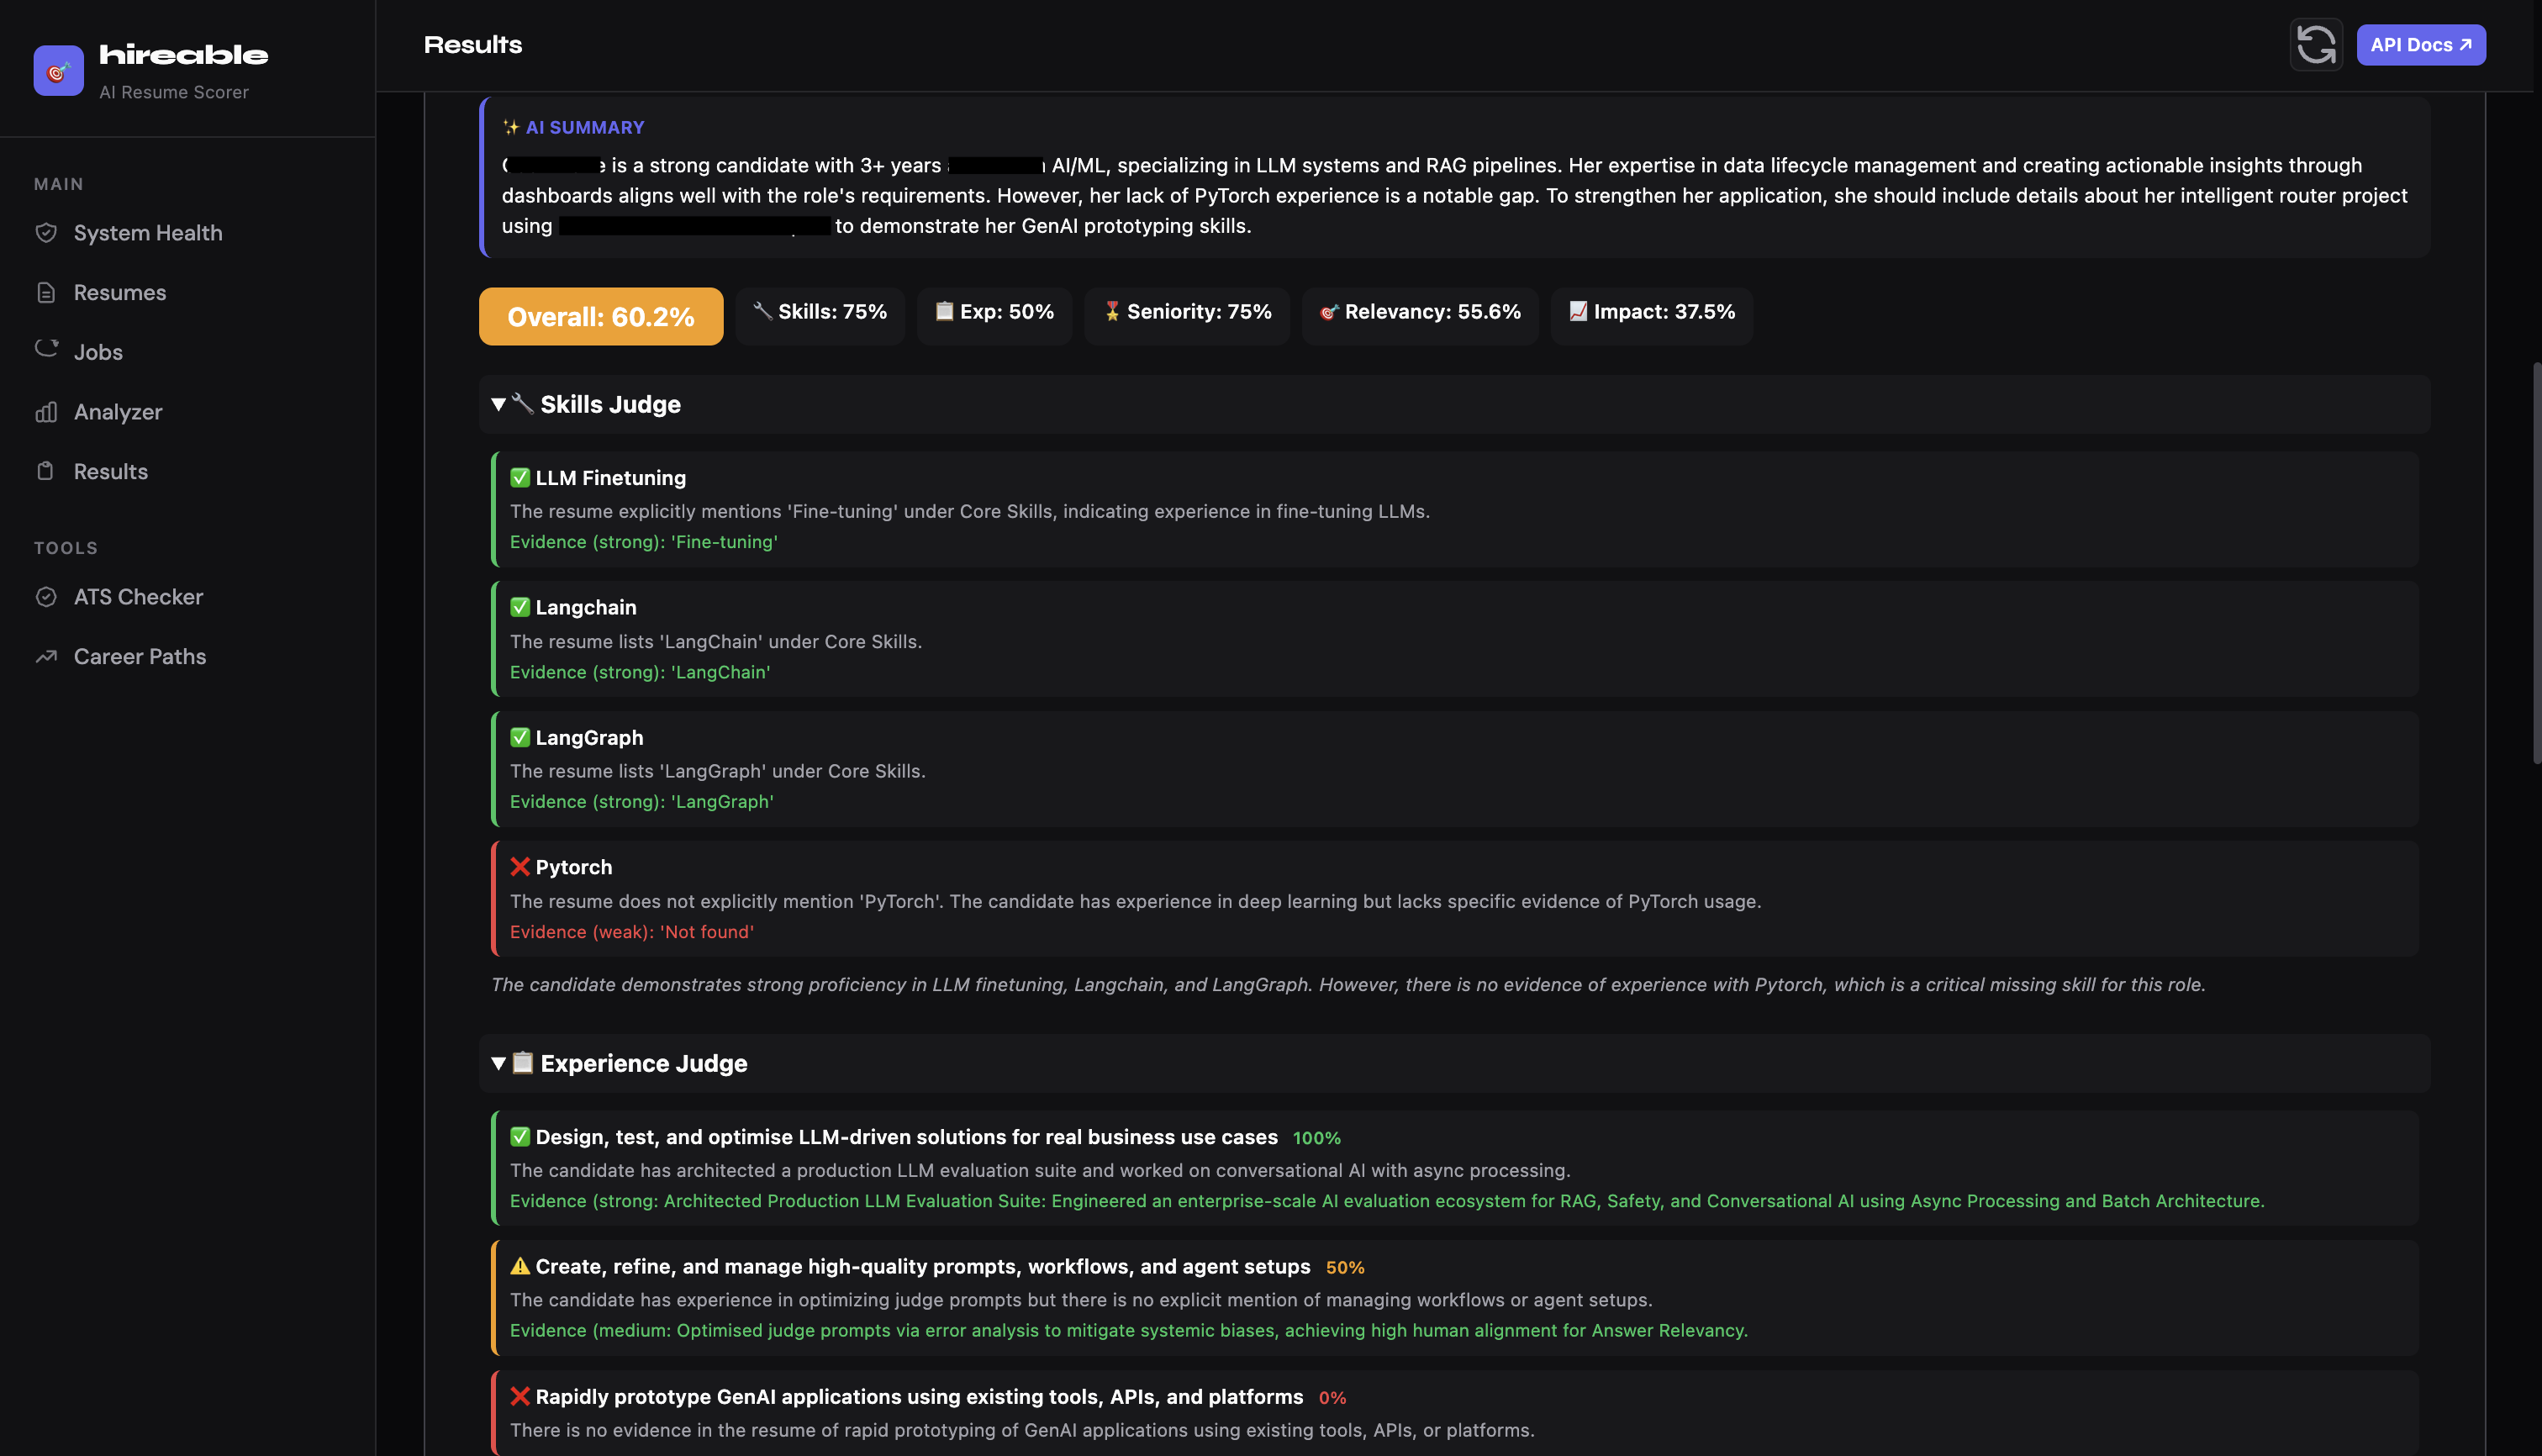 hireable
AI Resume Scorer
MAIN
System Health
Resumes
Jobs
Analyzer
Results
TOOLS
ATS Checker
Career Paths
Results
API Docs ↗
✨ AI SUMMARY
is a strong candidate with 3+ years AI/ML, specializing in LLM systems and RAG pipelines. Her expertise in data lifecycle management and creating actionable insights through
dashboards aligns well with the role's requirements. However, her lack of PyTorch experience is a notable gap. To strengthen her application, she should include details about her intelligent router project
using to demonstrate her GenAI prototyping skills.
Overall: 60.2%
🔧 Skills: 75%
📋 Exp: 50%
🎖️ Seniority: 75%
🎯 Relevancy: 55.6%
📈 Impact: 37.5%
▼ 🔧 Skills Judge
✅ LLM Finetuning
The resume explicitly mentions 'Fine-tuning' under Core Skills, indicating experience in fine-tuning LLMs.
Evidence (strong): 'Fine-tuning'
✅ Langchain
The resume lists 'LangChain' under Core Skills.
Evidence (strong): 'LangChain'
✅ LangGraph
The resume lists 'LangGraph' under Core Skills.
Evidence (strong): 'LangGraph'
❌ Pytorch
The resume does not explicitly mention 'PyTorch'. The candidate has experience in deep learning but lacks specific evidence of PyTorch usage.
Evidence (weak): 'Not found'
The candidate demonstrates strong proficiency in LLM finetuning, Langchain, and LangGraph. However, there is no evidence of experience with Pytorch, which is a critical missing skill for this role.
▼ 📋 Experience Judge
✅ Design, test, and optimise LLM-driven solutions for real business use cases 100%
The candidate has architected a production LLM evaluation suite and worked on conversational AI with async processing.
Evidence (strong: Architected Production LLM Evaluation Suite: Engineered an enterprise-scale AI evaluation ecosystem for RAG, Safety, and Conversational AI using Async Processing and Batch Architecture.
⚠️ Create, refine, and manage high-quality prompts, workflows, and agent setups 50%
The candidate has experience in optimizing judge prompts but there is no explicit mention of managing workflows or agent setups.
Evidence (medium: Optimised judge prompts via error analysis to mitigate systemic biases, achieving high human alignment for Answer Relevancy.
❌ Rapidly prototype GenAI applications using existing tools, APIs, and platforms 0%
There is no evidence in the resume of rapid prototyping of GenAI applications using existing tools, APIs, or platforms.